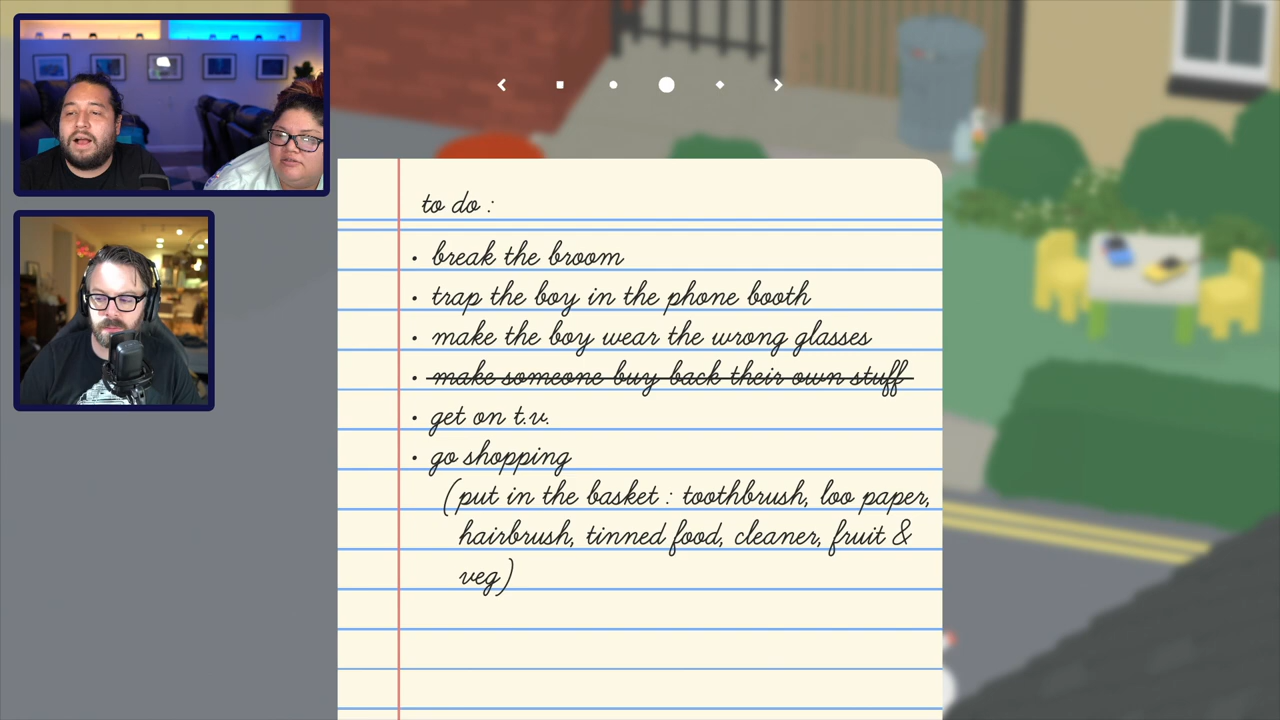 to do :
• break the broom
• trap the boy in the phone booth
• make the boy wear the wrong glasses
• make someone buy back their own stuff
• get on t.v.
• go shopping
(put in the basket : toothbrush, loo paper,
hairbrush, tinned food, cleaner, fruit &
veg)